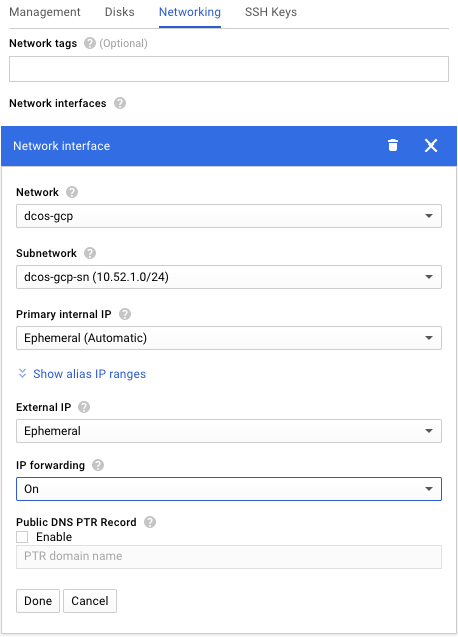 Management Disks Networking SSH Keys
Network tags ? (Optional)
Network interfaces ?
Network interface
Network ?
dcos-gcp
Subnetwork ?
dcos-gcp-sn (10.52.1.0/24)
Primary internal IP ?
Ephemeral (Automatic)
Show alias IP ranges
External IP ?
Ephemeral
IP forwarding ?
On
Public DNS PTR Record ?
Enable
PTR domain name
Done Cancel